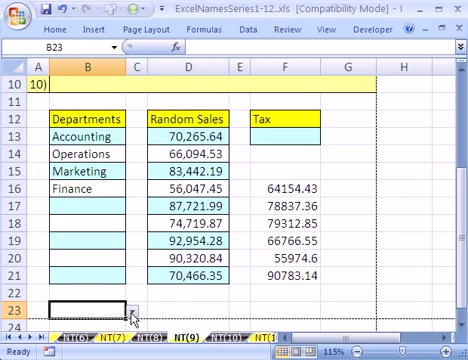 ExcelNamesSeries1-12..xls [Compatibility Mode] -
Home Insert Page Layout Formulas Data Review View Developer
B23 fx
A B C D E F G H
10 10)
11
12 Departments Random Sales Tax
13 Accounting 70,265.64
14 Operations 66,094.53
15 Marketing 83,442.19
16 Finance 56,047.45 64154.43
17 87,721.99 78837.36
18 74,719.87 79312.85
19 92,954.28 66766.55
20 90,320.84 55974.6
21 70,466.35 90783.14
22
23
24
NT(6) NT(7) NT(8) NT(9) NT(10) NT(1
Ready 115%